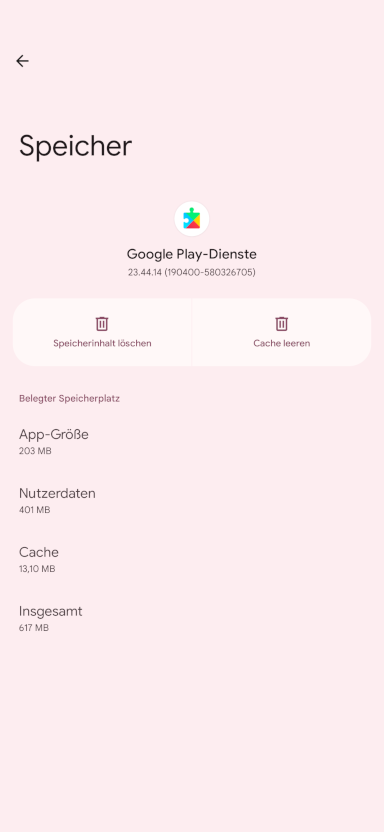 Speicher
Google Play-Dienste
23.44.14 (190400-580326705)
Speicherinhalt löschen
Cache leeren
Belegter Speicherplatz
App-Größe
203 MB
Nutzerdaten
401 MB
Cache
13,10 MB
Insgesamt
617 MB